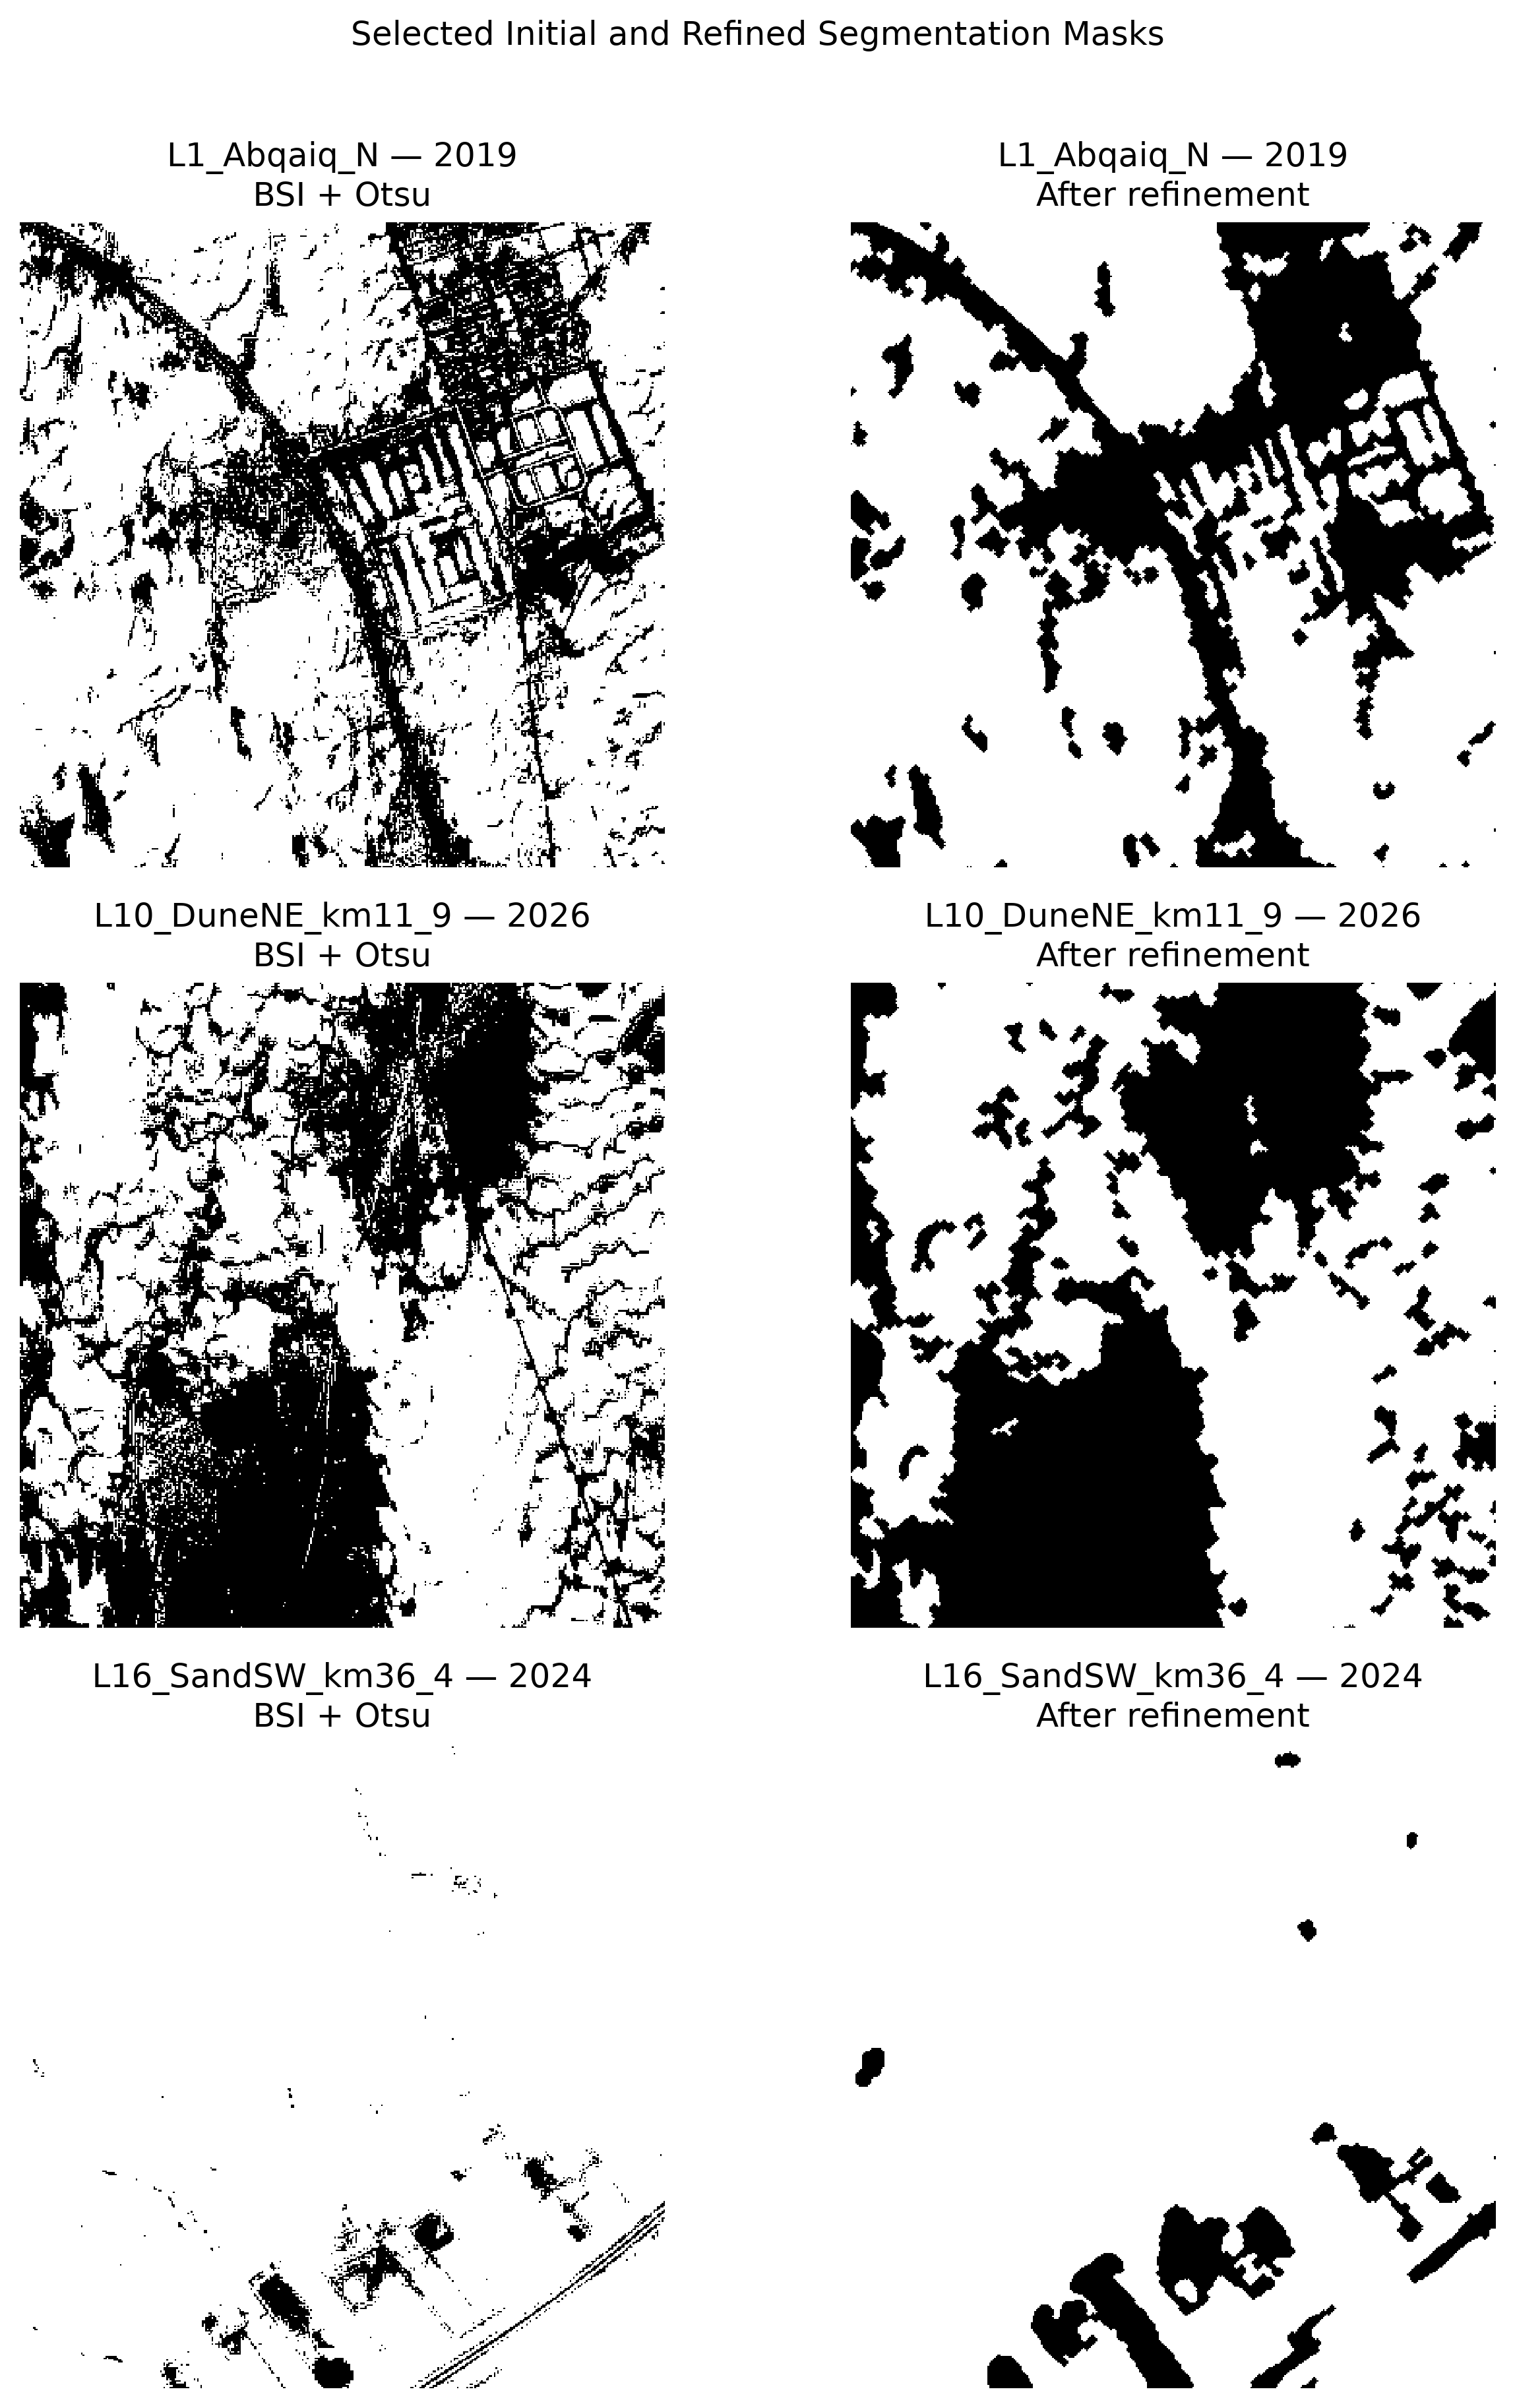 Selected Initial and Refined Segmentation Masks
L1_Abqaiq_N — 2019
BSI + Otsu
L1_Abqaiq_N — 2019
After refinement
L10_DuneNE_km11_9 — 2026
BSI + Otsu
L10_DuneNE_km11_9 — 2026
After refinement
L16_SandSW_km36_4 — 2024
BSI + Otsu
L16_SandSW_km36_4 — 2024
After refinement